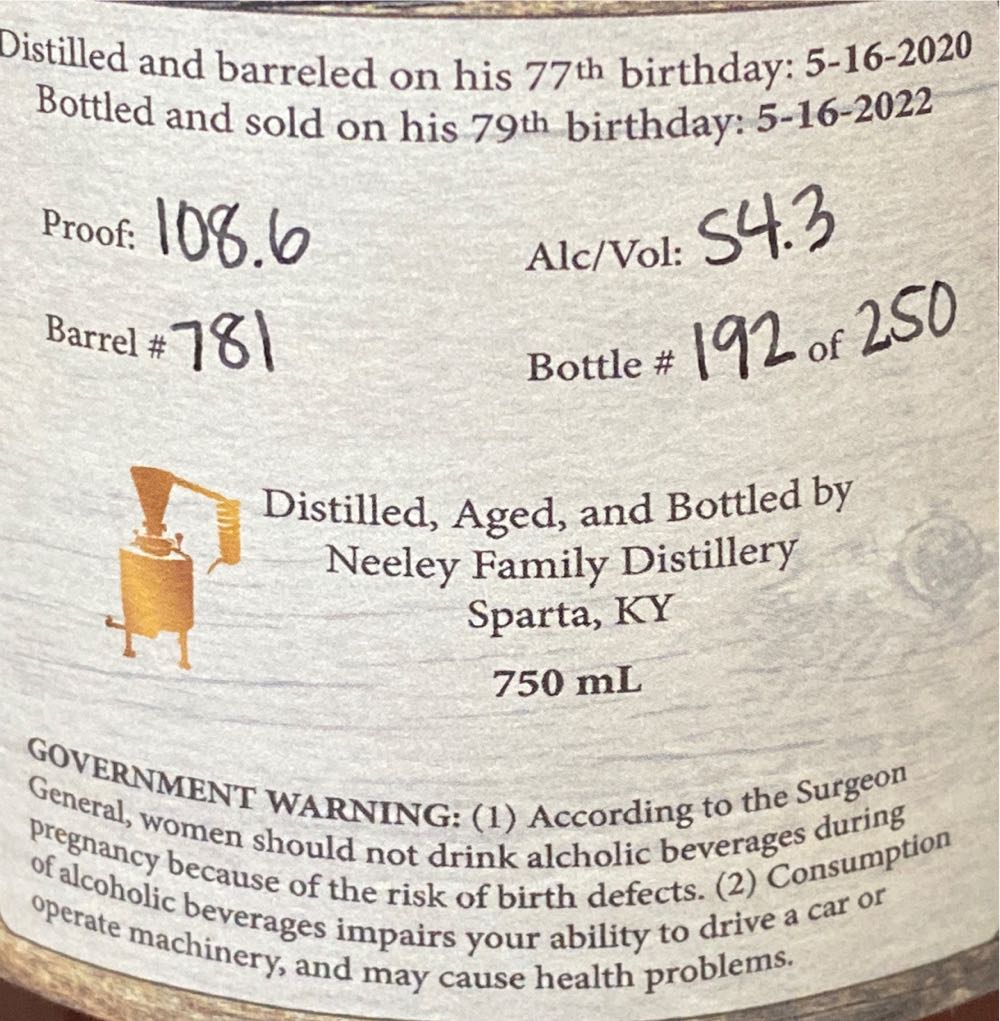 Distilled and barreled on his 77th birthday: 5-16-2020
Bottled and sold on his 79th birthday: 5-16-2022
Proof: 108.6
Alc/Vol: 54.3
Barrel # 781
Bottle # 192 of 250
Distilled, Aged, and Bottled by
Neeley Family Distillery
Sparta, KY
750 mL
GOVERNMENT WARNING: (1) According to the Surgeon
General, women should not drink alcholic beverages during
pregnancy because of the risk of birth defects. (2) Consumption
of alcoholic beverages impairs your ability to drive a car or
operate machinery, and may cause health problems.